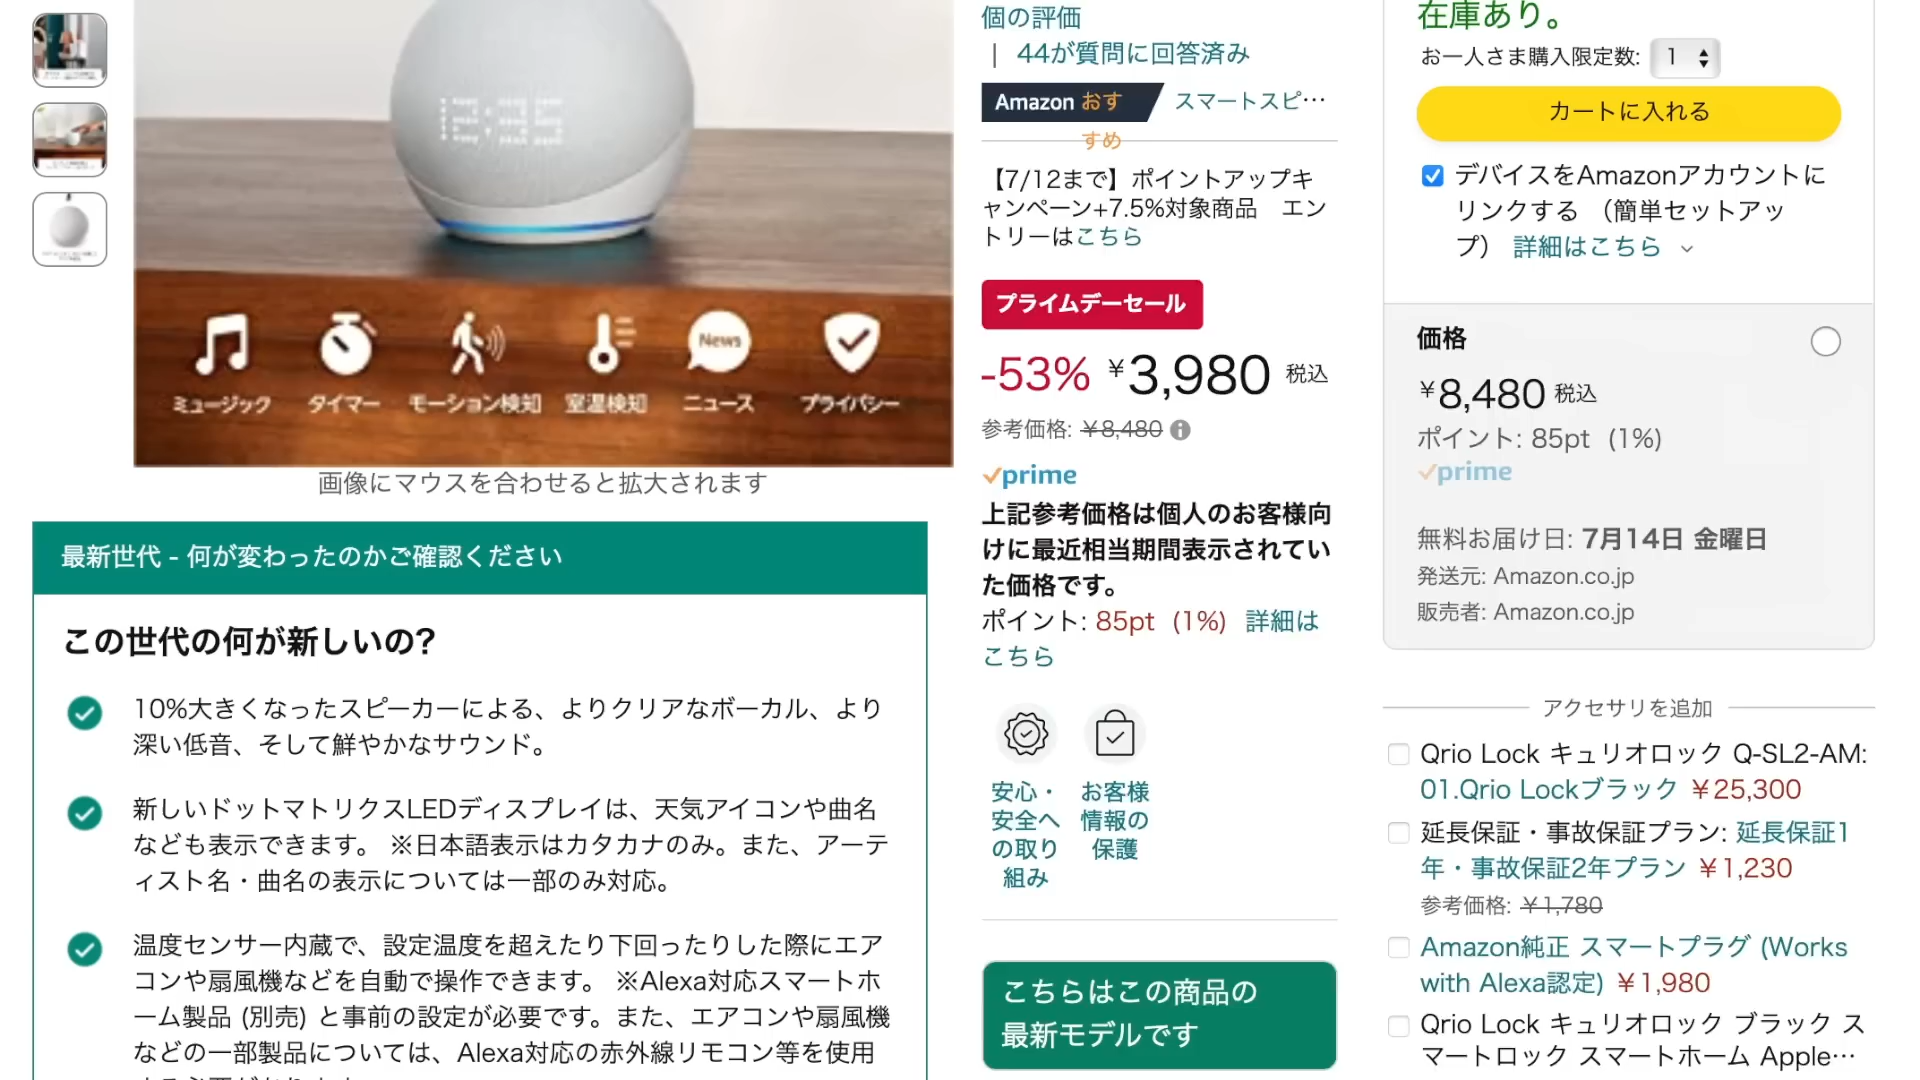 ミュージック
タイマー
モーション検知
室温検知
News
ニュース
プライバシー
画像にマウスを合わせると拡大されます
最新世代 - 何が変わったのかご確認ください
この世代の何が新しいの?
10%大きくなったスピーカーによる、よりクリアなボーカル、より
深い低音、そして鮮やかなサウンド。
新しいドットマトリクスLEDディスプレイは、天気アイコンや曲名
なども表示できます。 ※日本語表示はカタカナのみ。また、アーテ
ィスト名・曲名の表示については一部のみ対応。
温度センサー内蔵で、設定温度を超えたり下回ったりした際にエア
コンや扇風機などを自動で操作できます。 ※Alexa対応スマートホ
ーム製品 (別売) と事前の設定が必要です。また、エアコンや扇風機
などの一部製品については、Alexa対応の赤外線リモコン等を使用
個の評価
| 44が質問に回答済み
Amazon おす
すめ
スマートスピ…
【7/12まで】ポイントアップキ
ャンペーン+7.5%対象商品 エン
トリーはこちら
プライムデーセール
-53% ¥3,980 税込
参考価格: ¥8,480
prime
上記参考価格は個人のお客様向
けに最近相当期間表示されてい
た価格です。
ポイント: 85pt (1%) 詳細は
こちら
安心・
安全へ
の取り
組み
お客様
情報の
保護
こちらはこの商品の
最新モデルです
在庫あり。
お一人さま購入限定数: 1
カートに入れる
デバイスをAmazonアカウントに
リンクする (簡単セットアッ
プ) 詳細はこちら
価格
¥8,480 税込
ポイント: 85pt (1%)
prime
無料お届け日: 7月14日 金曜日
発送元: Amazon.co.jp
販売者: Amazon.co.jp
アクセサリを追加
Qrio Lock キュリオロック Q-SL2-AM:
01.Qrio Lockブラック ¥25,300
延長保証・事故保証プラン: 延長保証1
年・事故保証2年プラン ¥1,230
参考価格: ¥1,780
Amazon純正 スマートプラグ (Works
with Alexa認定) ¥1,980
Qrio Lock キュリオロック ブラック ス
マートロック スマートホーム Apple…